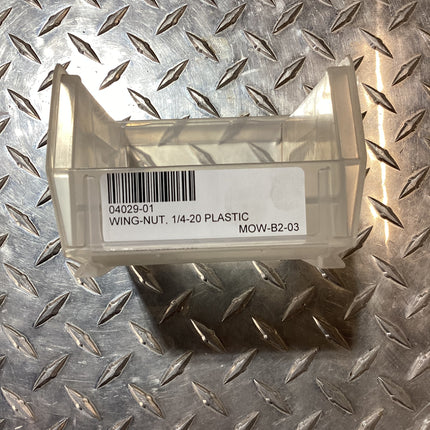 04029-01
WING-NUT, 1/4-20 PLASTIC
MOW-B2-03